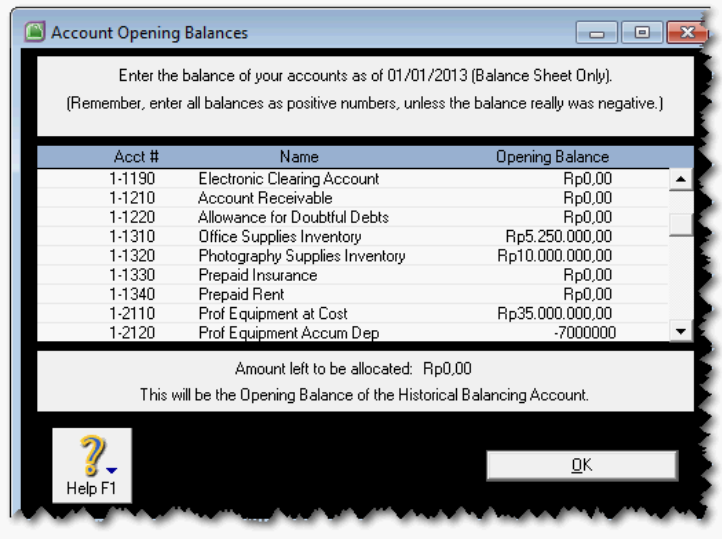 Account Opening Balances
Enter the balance of your accounts as of 01/01/2013 (Balance Sheet Only).
(Remember, enter all balances as positive numbers, unless the balance really was negative.)
Acct # Name Opening Balance
1-1190 Electronic Clearing Account Rp0,00
1-1210 Account Receivable Rp0,00
1-1220 Allowance for Doubtful Debts Rp0,00
1-1310 Office Supplies Inventory Rp5.250.000,00
1-1320 Photography Supplies Inventory Rp10.000.000,00
1-1330 Prepaid Insurance Rp0,00
1-1340 Prepaid Rent Rp0,00
1-2110 Prof Equipment at Cost Rp35.000.000,00
1-2120 Prof Equipment Accum Dep -7000000
Amount left to be allocated: Rp0,00
This will be the Opening Balance of the Historical Balancing Account.
Help F1
OK